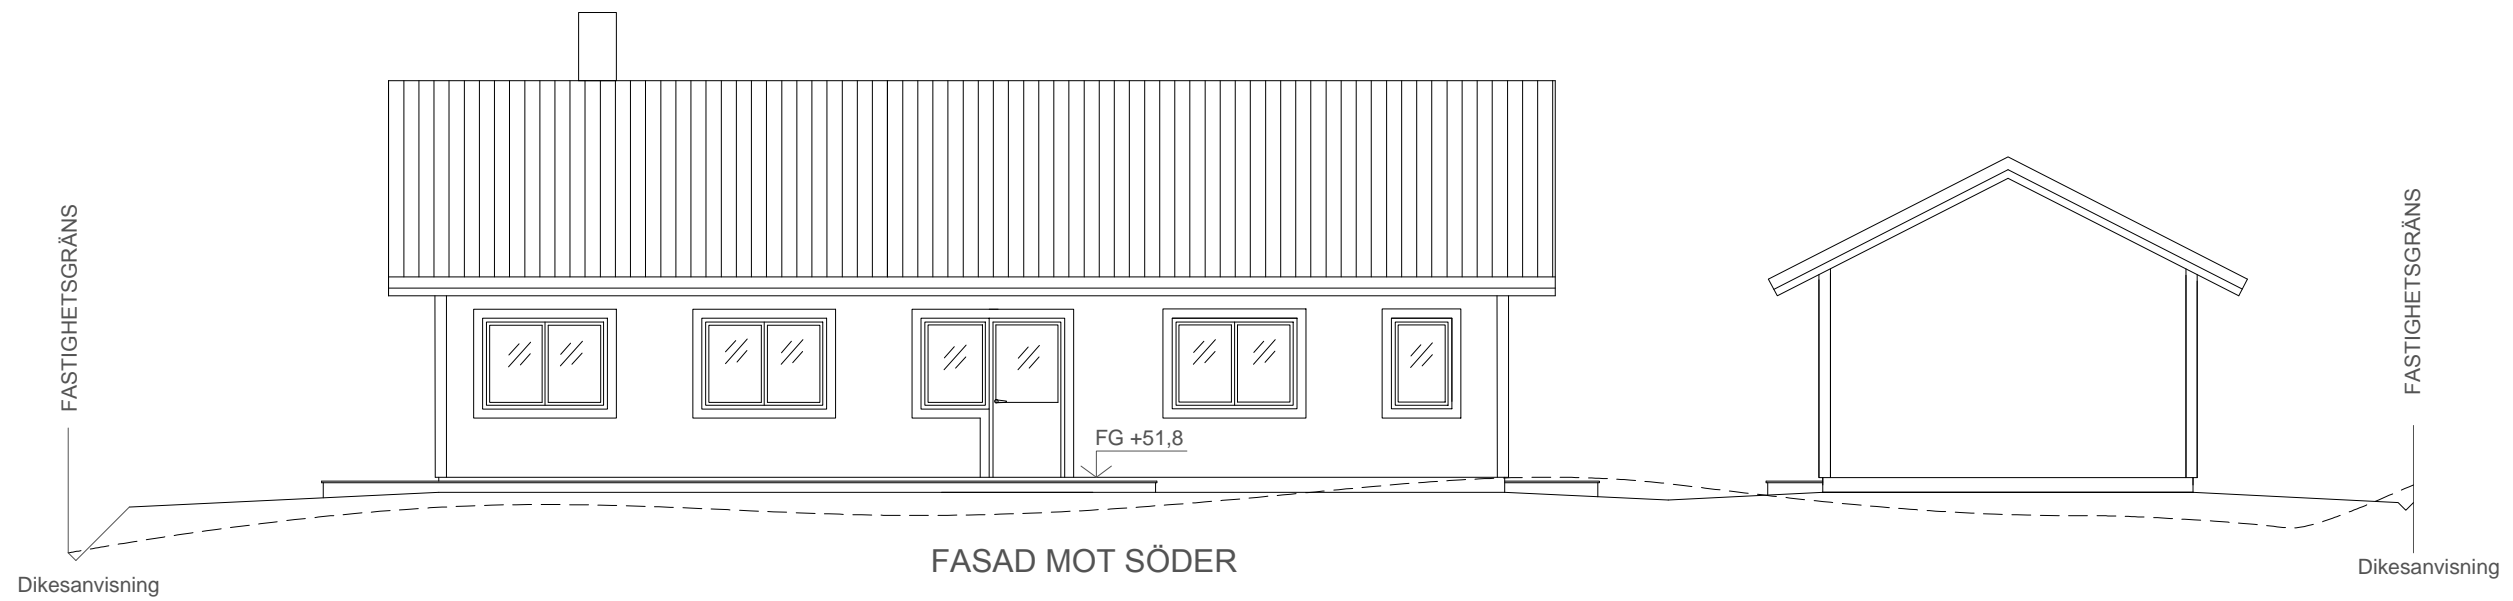 FASTIGHETSGRÄNS
FASTIGHETSGRÄNS
FG +51,8
FASAD MOT SÖDER
Dikesanvisning
Dikesanvisning